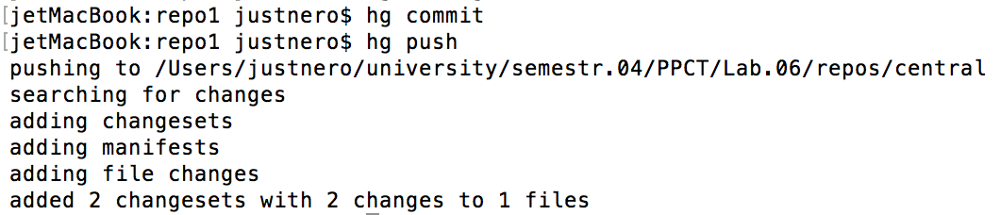 [jetMacBook:repo1 justnero$ hg commit
[jetMacBook:repo1 justnero$ hg push
pushing to /Users/justnero/university/semestr.04/PPCT/Lab.06/repos/central
searching for changes
adding changesets
adding manifests
adding file changes
added 2 changesets with 2 changes to 1 files